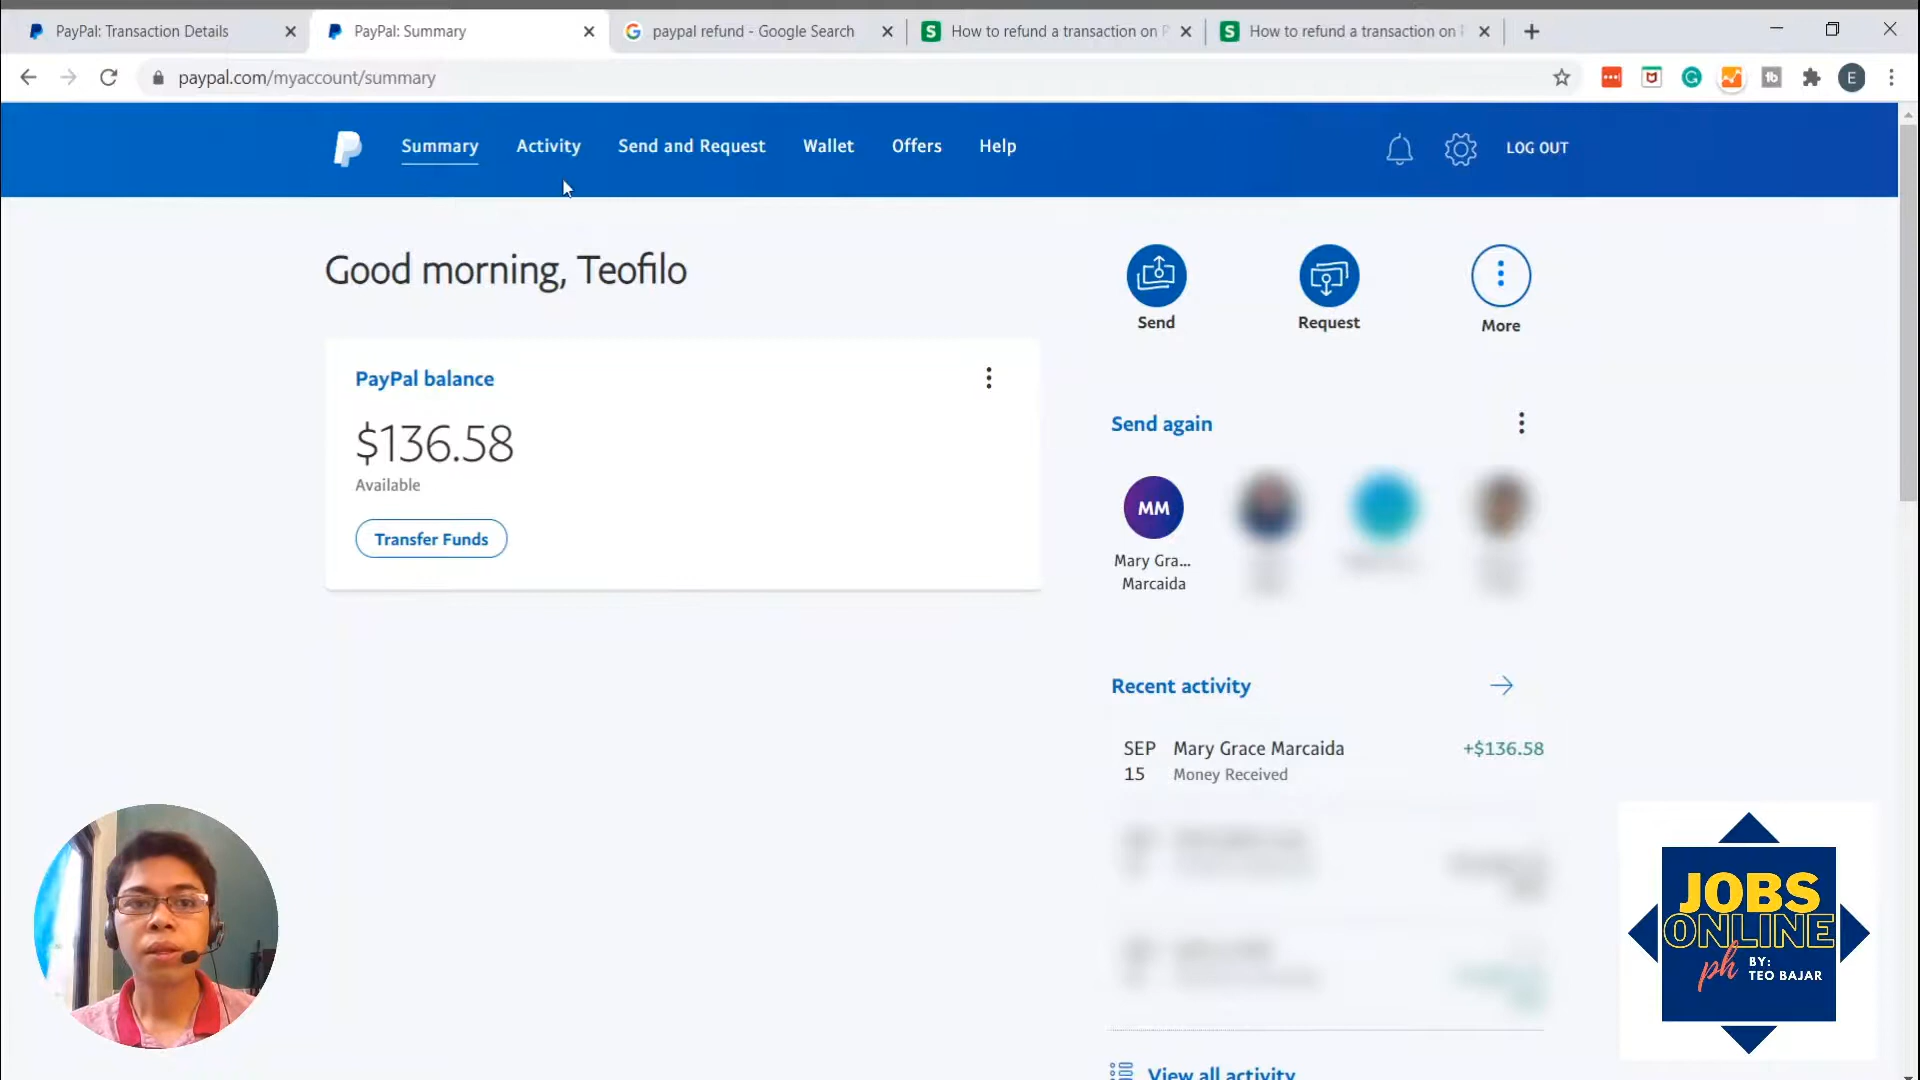 PayPal: Transaction Details
PayPal: Summary
paypal refund - Google Search
How to refund a transaction on P
How to refund a transaction on
paypal.com/myaccount/summary
E
Summary
Activity
Send and Request
Wallet
Offers
Help
LOG OUT
Good morning, Teofilo
PayPal balance
$136.58
Available
Transfer Funds
Send
Request
More
Send again
MM
Mary Gra...
Marcaida
Recent activity
SEP
15
Mary Grace Marcaida
Money Received
+$136.58
View all activity
JOBS
ONLINE
ph
BY:
TEO BAJAR